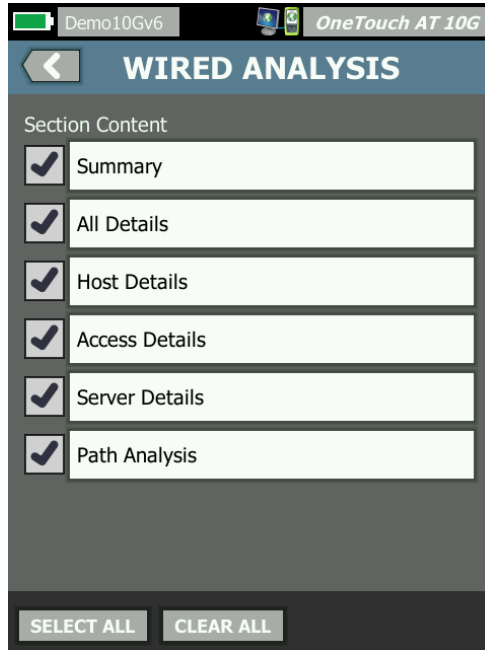 Demo10Gv6 OneTouch AT 10G
WIRED ANALYSIS
Section Content
Summary
All Details
Host Details
Access Details
Server Details
Path Analysis
SELECT ALL CLEAR ALL